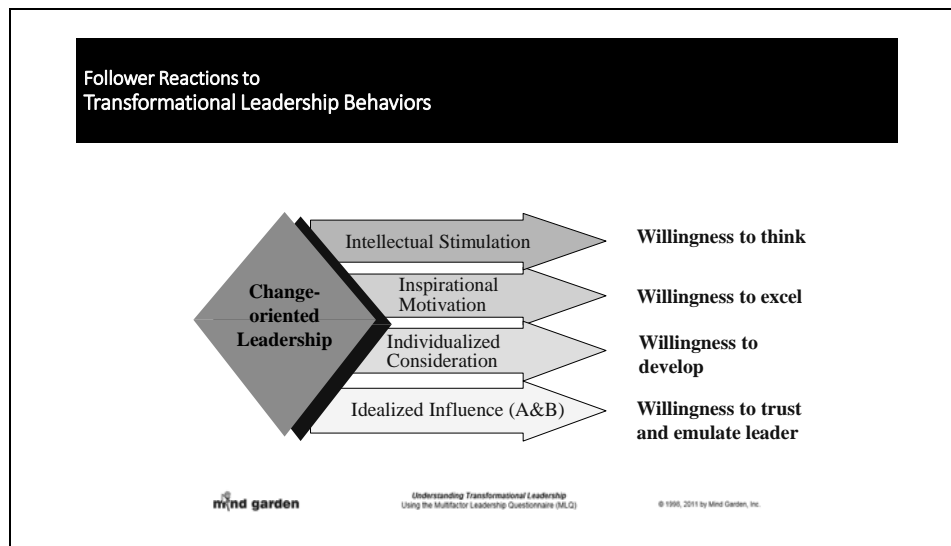 Follower Reactions to
Transformational Leadership Behaviors
Change-
oriented
Leadership
Intellectual Stimulation
Willingness to think
Inspirational
Motivation
Willingness to excel
Individualized
Consideration
Willingness to
develop
Idealized Influence (A&B)
Willingness to trust
and emulate leader
mind garden
Understanding Transformational Leadership
Using the Multifactor Leadership Questionnaire (MLQ)
© 1998, 2011 by Mind Garden, Inc.